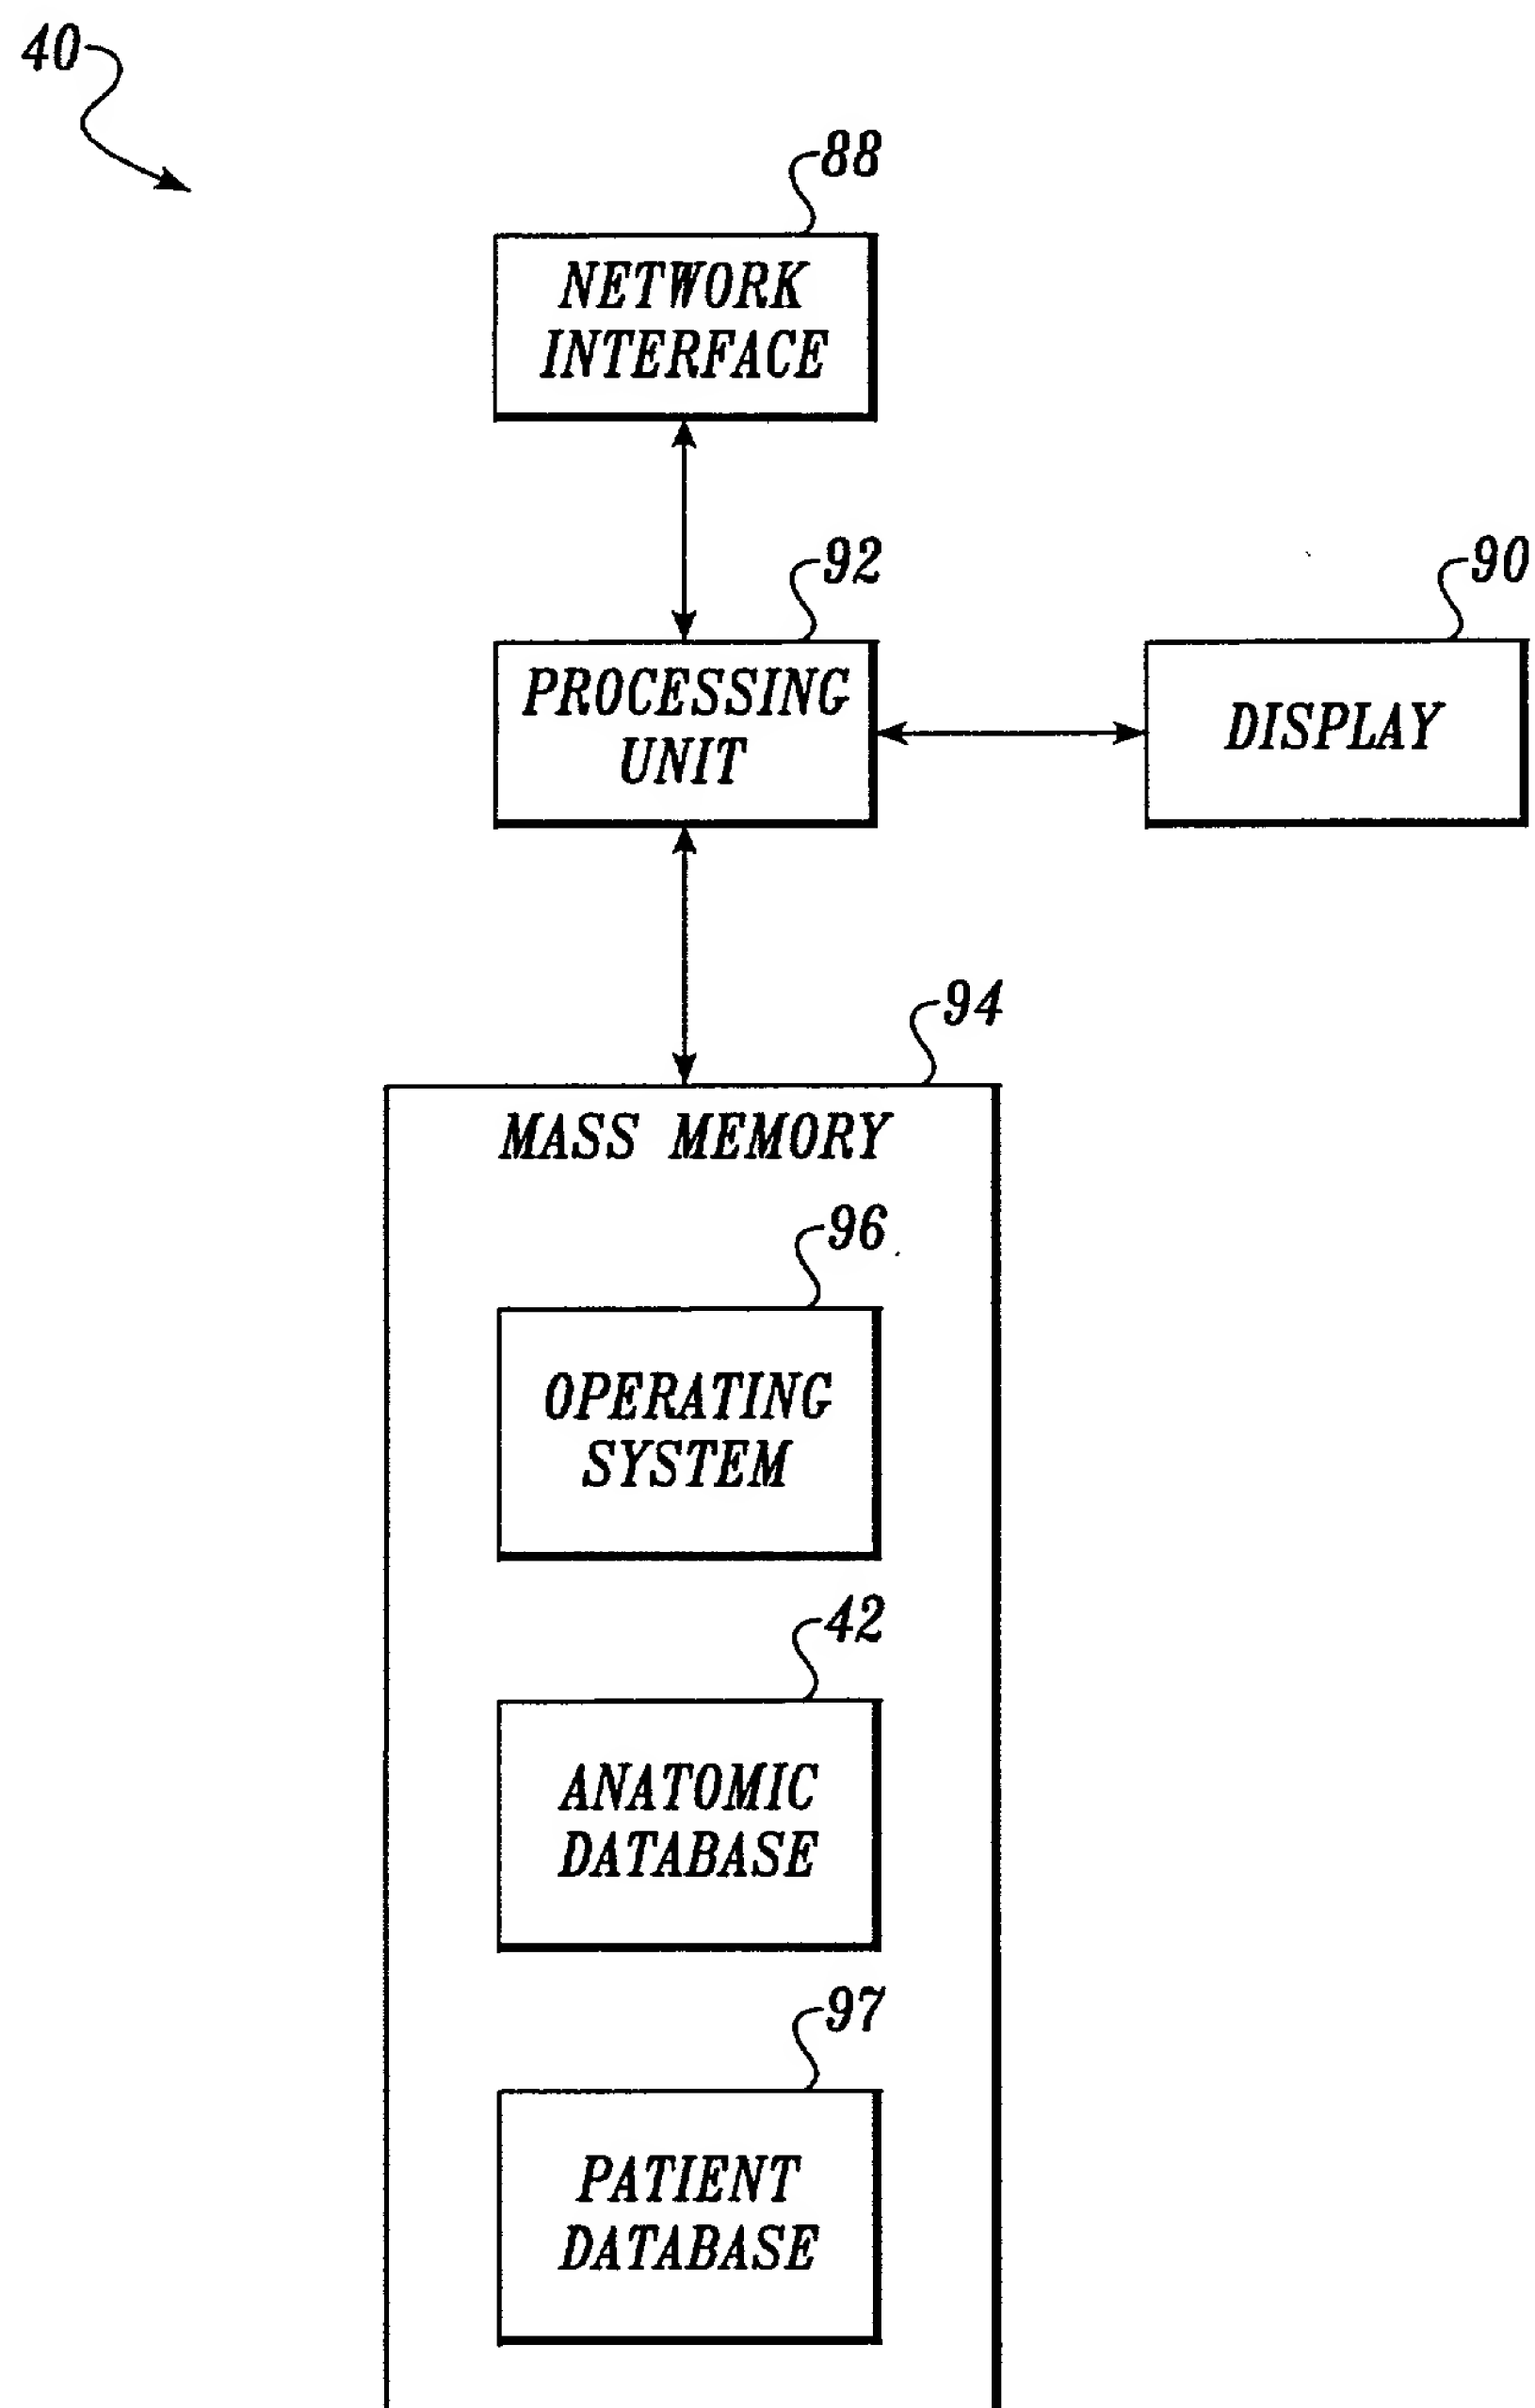 40
88
NETWORK
INTERFACE
92
90
PROCESSING
UNIT
DISPLAY
94
MASS MEMORY
96
OPERATING
SYSTEM
42
ANATOMIC
DATABASE
97
PATIENT
DATABASE